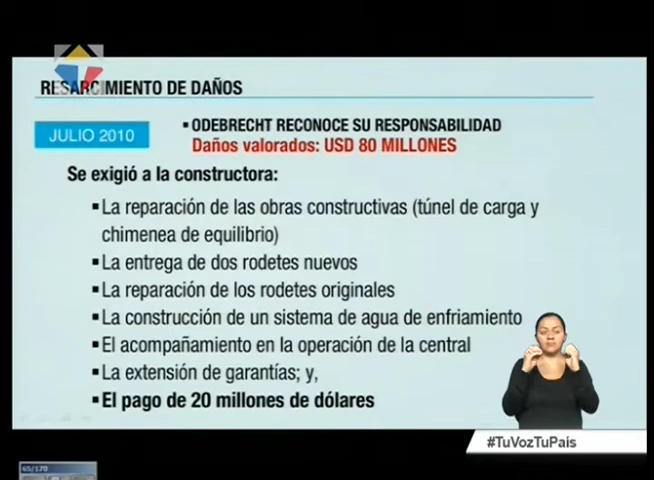 RESARCIMIENTO DE DAÑOS
JULIO 2010
▪ ODEBRECHT RECONOCE SU RESPONSABILIDAD
Daños valorados: USD 80 MILLONES
Se exigió a la constructora:
▪ La reparación de las obras constructivas (túnel de carga y
chimenea de equilibrio)
▪ La entrega de dos rodetes nuevos
▪ La reparación de los rodetes originales
▪ La construcción de un sistema de agua de enfriamiento
▪ El acompañamiento en la operación de la central
▪ La extensión de garantías; y,
▪ El pago de 20 millones de dólares
#TuVozTuPaís
65/170